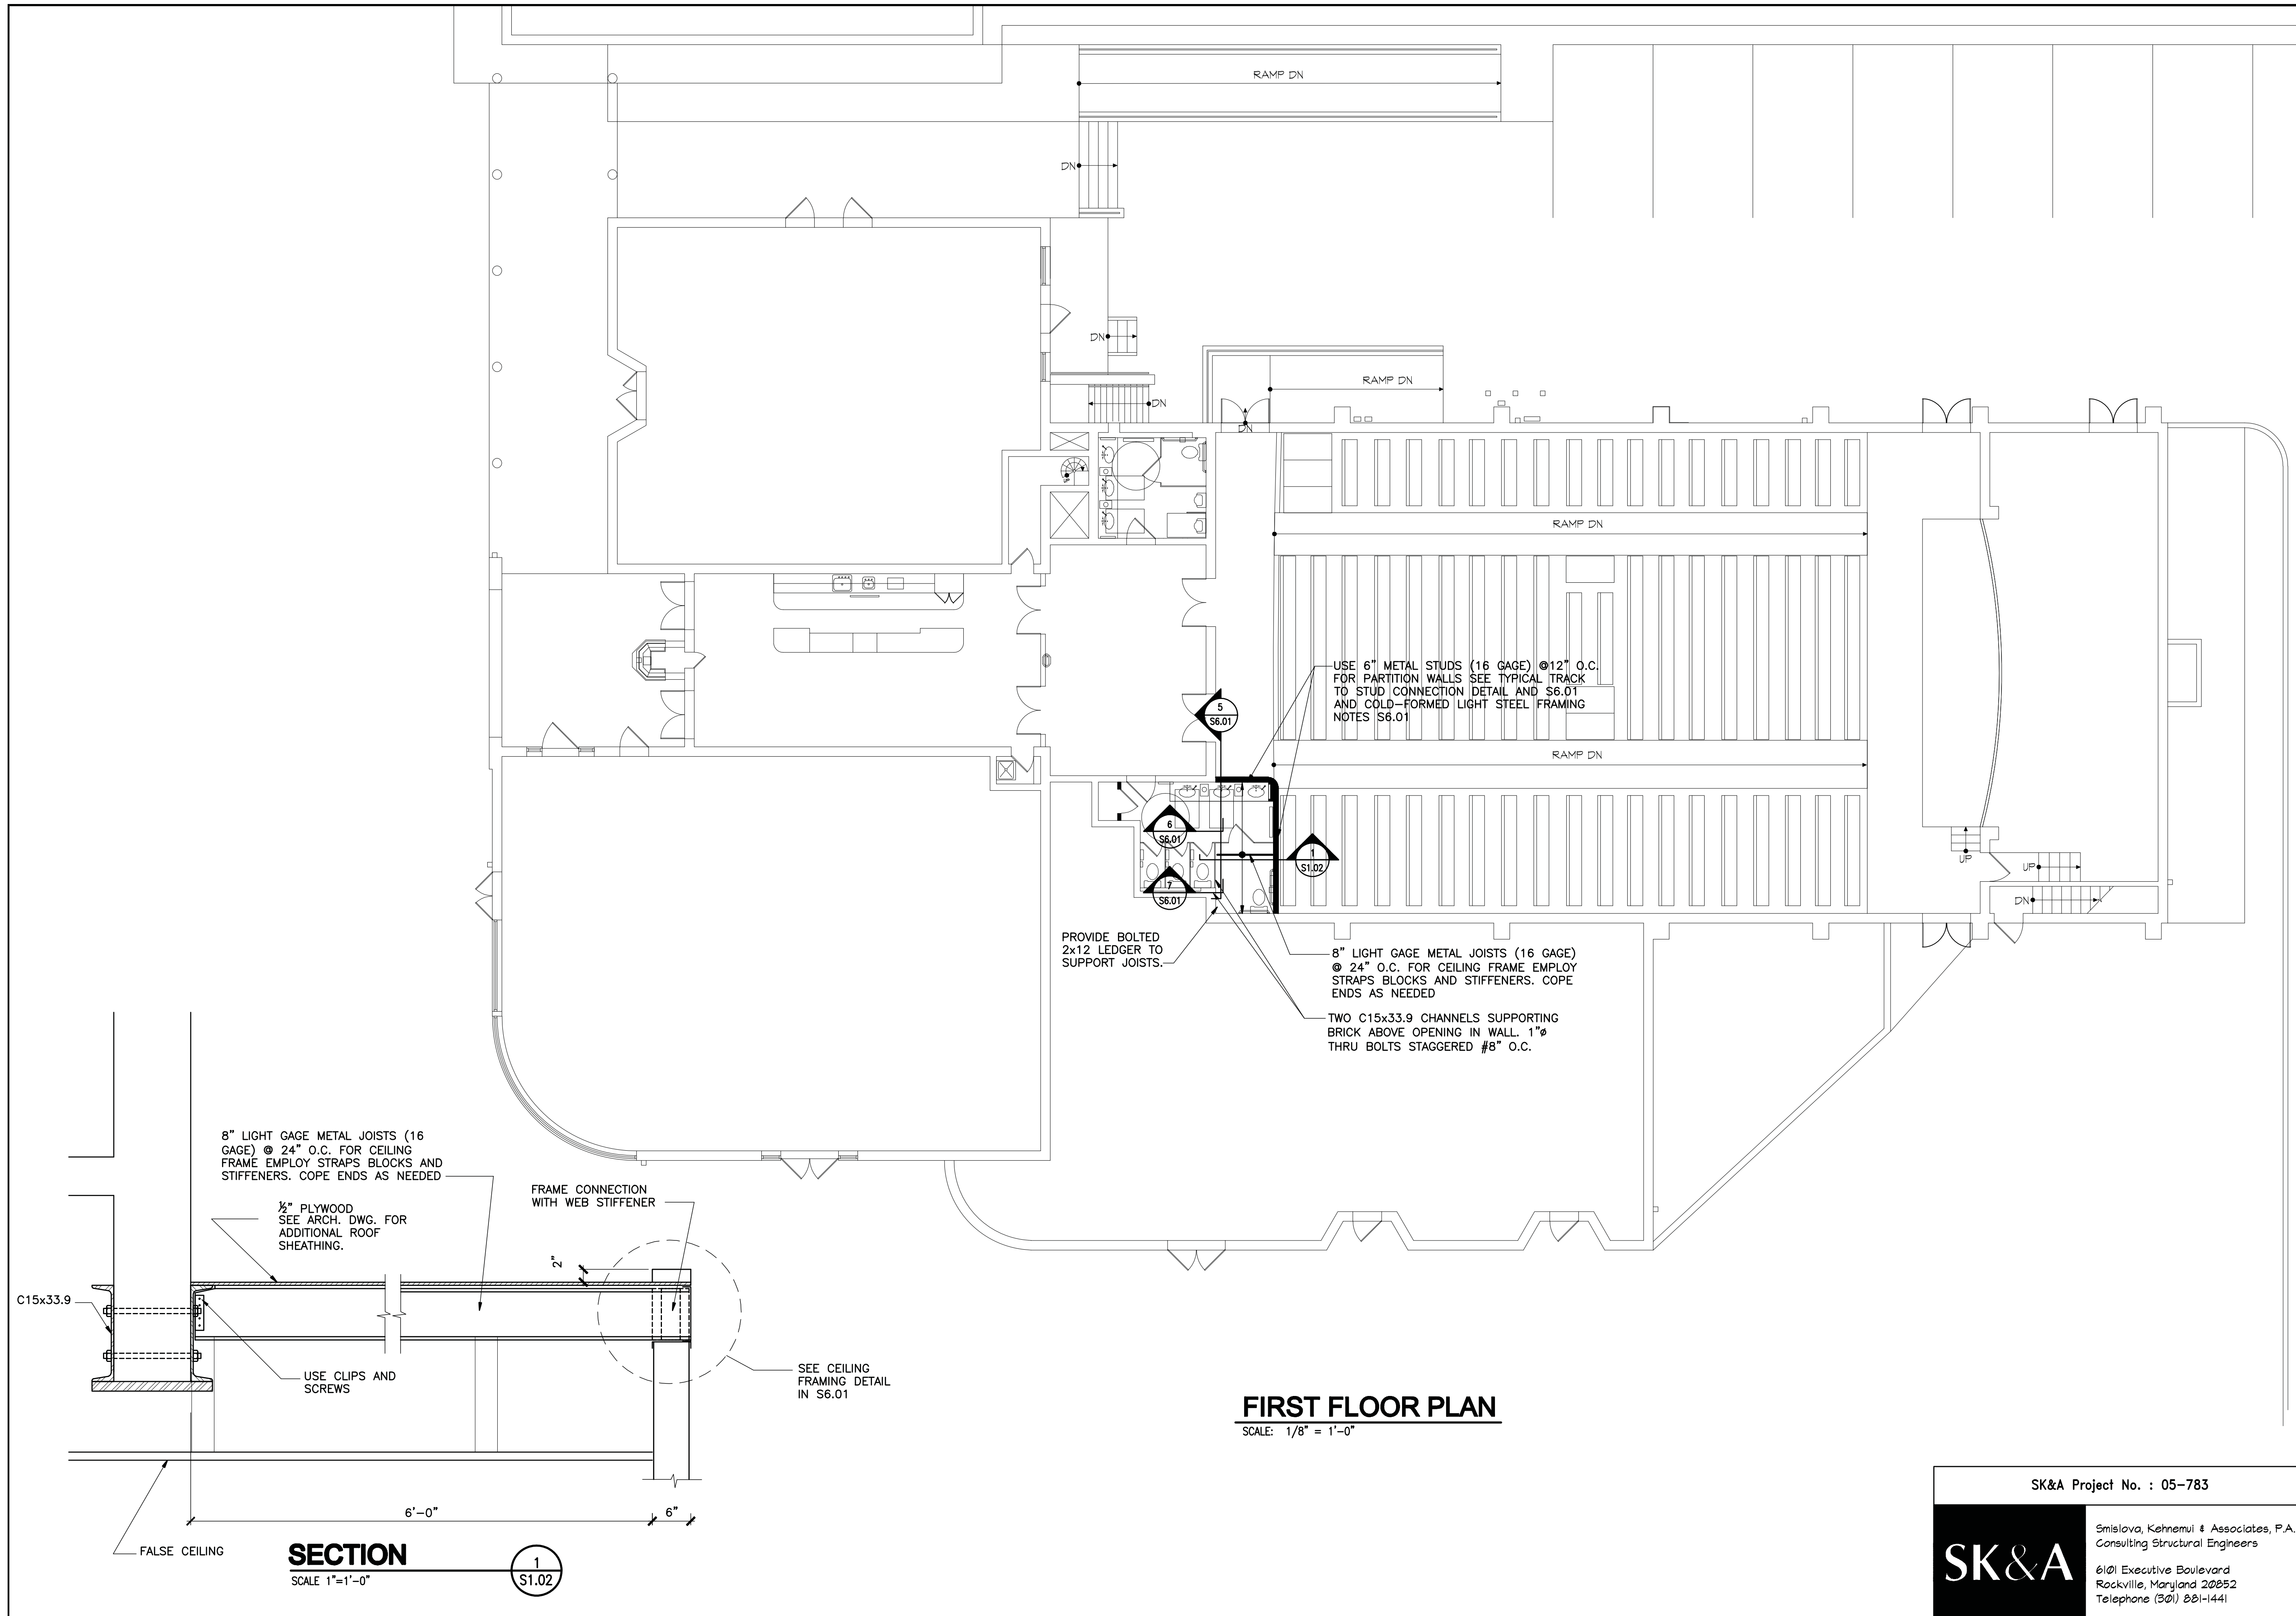 RAMP DN
DN
DN
DN
RAMP DN
DN
UP
RAMP DN
USE 6" METAL STUDS (16 GAGE) @12" O.C.
FOR PARTITION WALLS SEE TYPICAL TRACK
TO STUD CONNECTION DETAIL AND S6.01
AND COLD-FORMED LIGHT STEEL FRAMING
NOTES S6.01
5
S6.01
RAMP DN
6
S6.01
1
S1.02
7
S6.01
UP
UP
DN
PROVIDE BOLTED
2x12 LEDGER TO
SUPPORT JOISTS.
8" LIGHT GAGE METAL JOISTS (16 GAGE)
@ 24" O.C. FOR CEILING FRAME EMPLOY
STRAPS BLOCKS AND STIFFENERS. COPE
ENDS AS NEEDED
TWO C15x33.9 CHANNELS SUPPORTING
BRICK ABOVE OPENING IN WALL. 1"ø
THRU BOLTS STAGGERED #8" O.C.
8" LIGHT GAGE METAL JOISTS (16
GAGE) @ 24" O.C. FOR CEILING
FRAME EMPLOY STRAPS BLOCKS AND
STIFFENERS. COPE ENDS AS NEEDED
½" PLYWOOD
SEE ARCH. DWG. FOR
ADDITIONAL ROOF
SHEATHING.
FRAME CONNECTION
WITH WEB STIFFENER
2"
C15x33.9
USE CLIPS AND
SCREWS
SEE CEILING
FRAMING DETAIL
IN S6.01
6'-0"
6"
FALSE CEILING
SECTION
SCALE 1"=1'-0"
1
S1.02
FIRST FLOOR PLAN
SCALE: 1/8" = 1'-0"
SK&A Project No. : 05-783
SK&A
Smislova, Kehnemui & Associates, P.A.
Consulting Structural Engineers
6101 Executive Boulevard
Rockville, Maryland 20852
Telephone (301) 881-1441